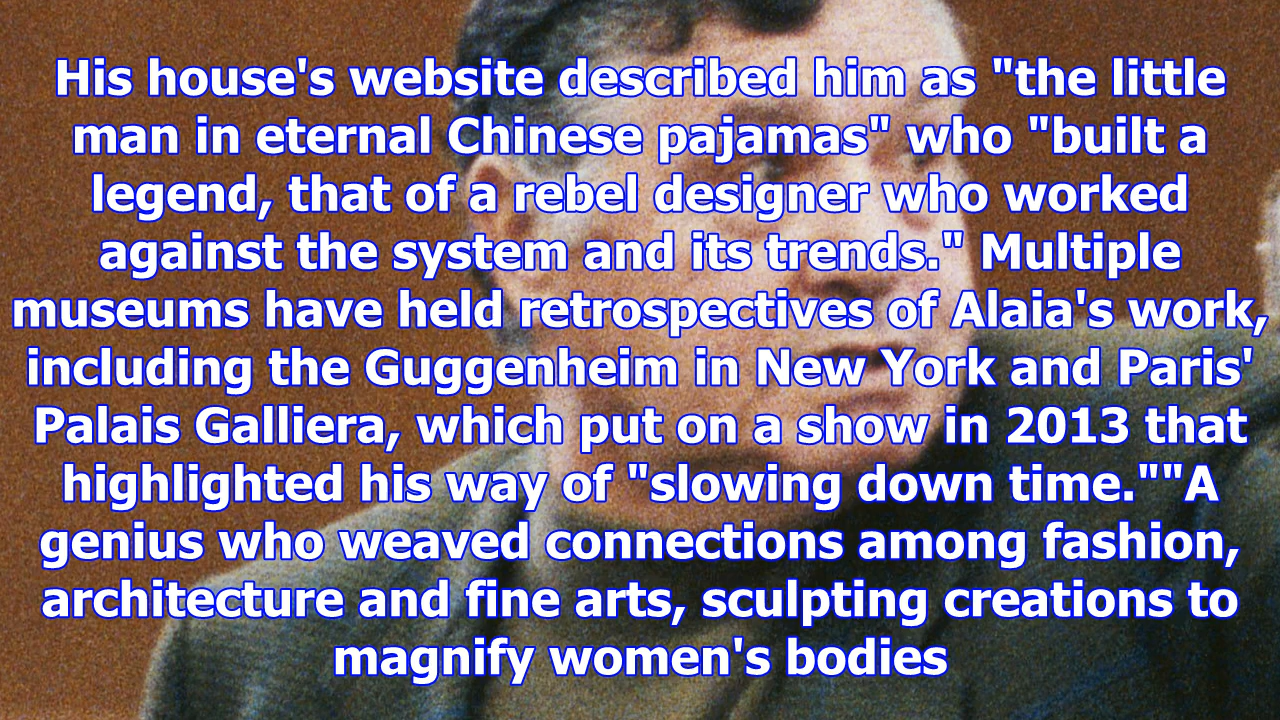 His house's website described him as "the little
man in eternal Chinese pajamas" who "built a
legend, that of a rebel designer who worked
against the system and its trends." Multiple
museums have held retrospectives of Alaia's work,
including the Guggenheim in New York and Paris'
Palais Galliera, which put on a show in 2013 that
highlighted his way of "slowing down time.""A
genius who weaved connections among fashion,
architecture and fine arts, sculpting creations to
magnify women's bodies